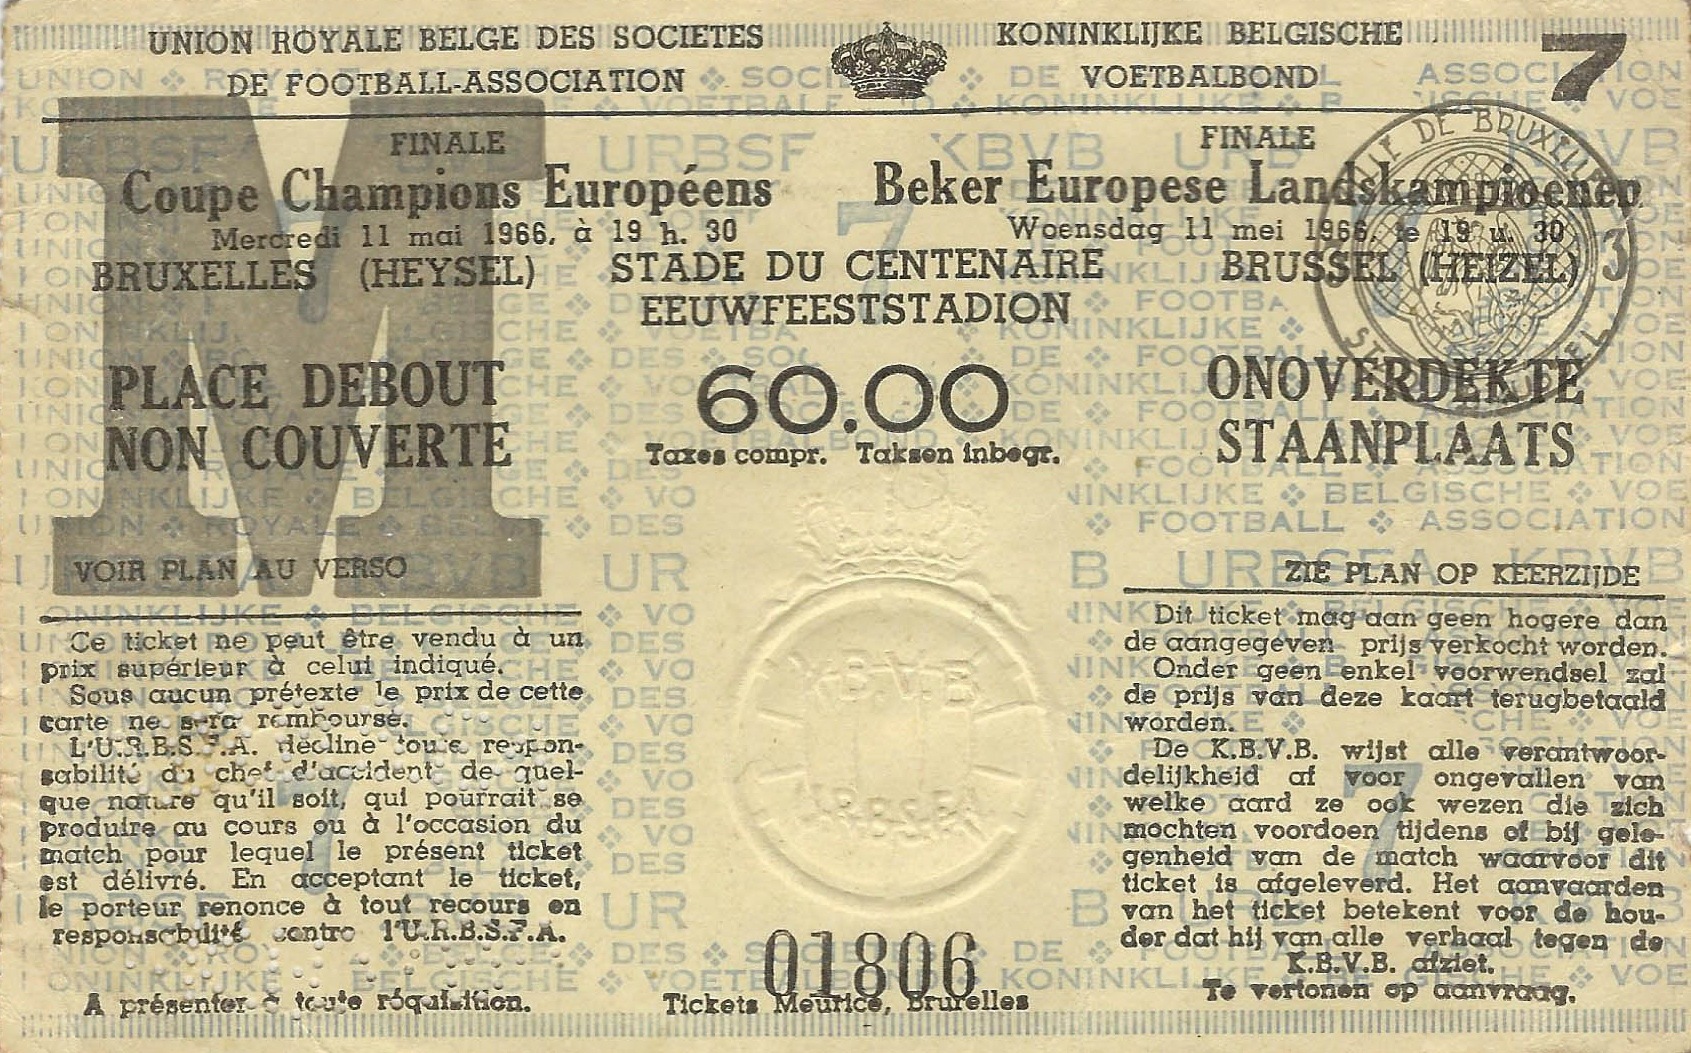 UNION ROYALE BELGE DES SOCIETES
DE FOOTBALL-ASSOCIATION
KONINKLIJKE BELGISCHE
VOETBALBOND
7
M
FINALE
Coupe Champions Européens
Mercredi 11 mai 1966, à 19 h. 30
BRUXELLES (HEYSEL)
FINALE
Beker Europese Landskampioenen
Woensdag 11 mei 1966, te 19 u. 30
BRUSSEL (HEIZEL)
STADE DU CENTENAIRE
EEUWFEESTSTADION
VILLE DE BRUXELLES
3
PLACE DEBOUT
NON COUVERTE
60.00
Taxes compr. Taksen inbegr.
ONOVERDEKTE
STAANPLAATS
VOIR PLAN AU VERSO
Ce ticket ne peut être vendu à un
prix supérieur à celui indiqué.
Sous aucun prétexte le prix de cette
carte ne sera remboursé.
L'U.R.B.S.F.A. décline toute respon-
sabilité du chef d'accident de quel-
que nature qu'il soit, qui pourrait se
produire au cours ou à l'occasion du
match pour lequel le présent ticket
est délivré. En acceptant le ticket,
le porteur renonce à tout recours en
responsabilité contre l'U.R.B.S.F.A.
A présenter à toute réquisition.
K.B.V.B
URBSFA
01806
Tickets Meurice, Bruxelles
ZIE PLAN OP KEERZIJDE
Dit ticket mag aan geen hogere dan
de aangegeven prijs verkocht worden.
Onder geen enkel voorwendsel zal
de prijs van deze kaart terugbetaald
worden.
De K.B.V.B. wijst alle verantwoor-
delijkheid af voor ongevallen van
welke aard ze ook wezen die zich
mochten voordoen tijdens of bij gele-
genheid van de match waarvoor dit
ticket is afgeleverd. Het aanvaarden
van het ticket betekent voor de hou-
der dat hij van alle verhaal tegen de
K.B.V.B. afziet.
Te vertonen op aanvraag.